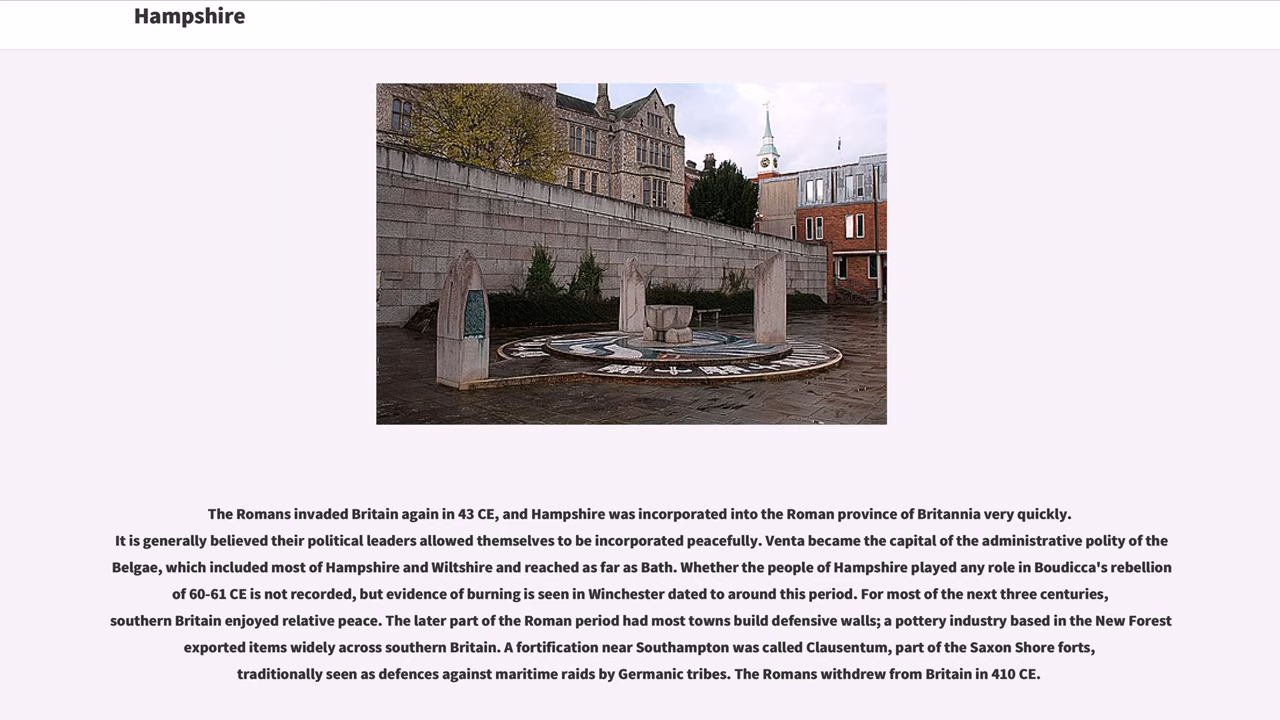 Hampshire
The Romans invaded Britain again in 43 CE, and Hampshire was incorporated into the Roman province of Britannia very quickly.
It is generally believed their political leaders allowed themselves to be incorporated peacefully. Venta became the capital of the administrative polity of the
Belgae, which included most of Hampshire and Wiltshire and reached as far as Bath. Whether the people of Hampshire played any role in Boudicca's rebellion
of 60-61 CE is not recorded, but evidence of burning is seen in Winchester dated to around this period. For most of the next three centuries,
southern Britain enjoyed relative peace. The later part of the Roman period had most towns build defensive walls; a pottery industry based in the New Forest
exported items widely across southern Britain. A fortification near Southampton was called Clausentum, part of the Saxon Shore forts,
traditionally seen as defences against maritime raids by Germanic tribes. The Romans withdrew from Britain in 410 CE.